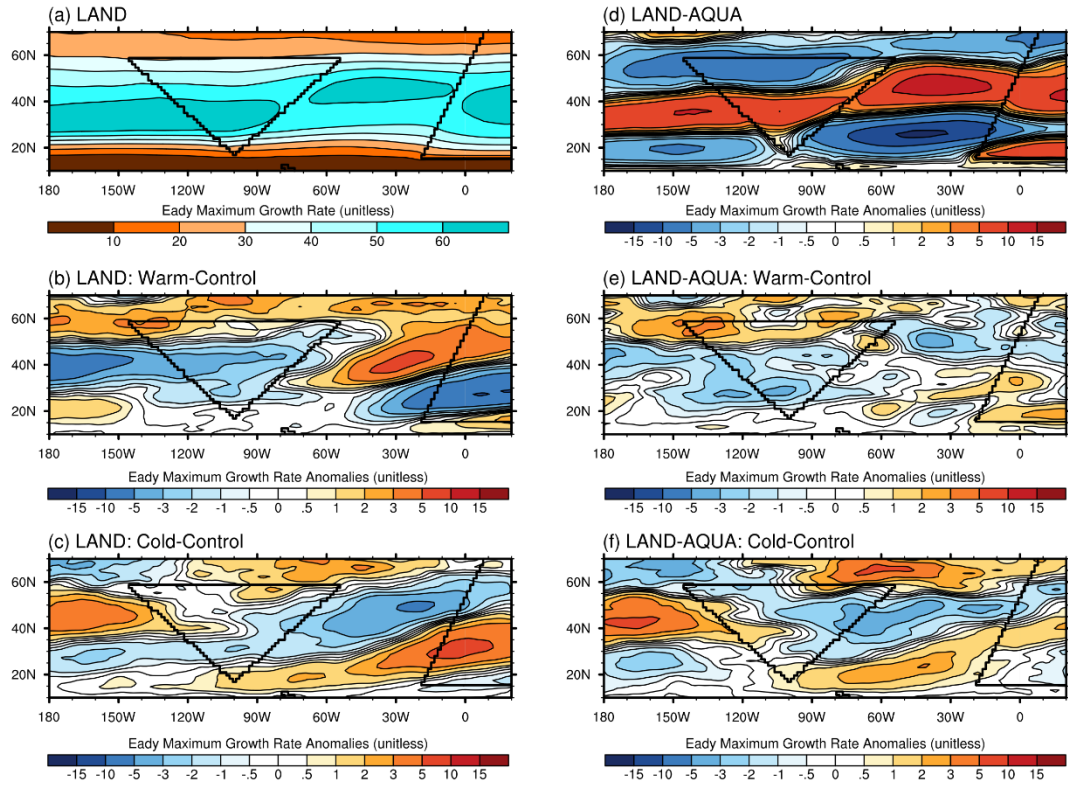 (a) LAND
60N
40N
20N
180 150W 120W 90W 60W 30W 0
Eady Maximum Growth Rate (unitless)
10 20 30 40 50 60
(b) LAND: Warm-Control
60N
40N
20N
180 150W 120W 90W 60W 30W 0
Eady Maximum Growth Rate Anomalies (unitless)
-15 -10 -5 -3 -2 -1 -.5 0 .5 1 2 3 5 10 15
(c) LAND: Cold-Control
60N
40N
20N
180 150W 120W 90W 60W 30W 0
Eady Maximum Growth Rate Anomalies (unitless)
-15 -10 -5 -3 -2 -1 -.5 0 .5 1 2 3 5 10 15
(d) LAND-AQUA
60N
40N
20N
180 150W 120W 90W 60W 30W 0
Eady Maximum Growth Rate Anomalies (unitless)
-15 -10 -5 -2 -1 -.5 0 .5 1 2 3 5 10 15
(e) LAND-AQUA: Warm-Control
60N
40N
20N
180 150W 120W 90W 60W 30W 0
Eady Maximum Growth Rate Anomalies (unitless)
-15 -10 -5 -3 -2 -1 -.5 0 .5 1 2 3 5 10 15
(f) LAND-AQUA: Cold-Control
60N
40N
20N
180 150W 120W 90W 60W 30W 0
Eady Maximum Growth Rate Anomalies (unitless)
-15 -10 -5 -3 -2 -1 -.5 0 .5 1 2 3 5 10 15